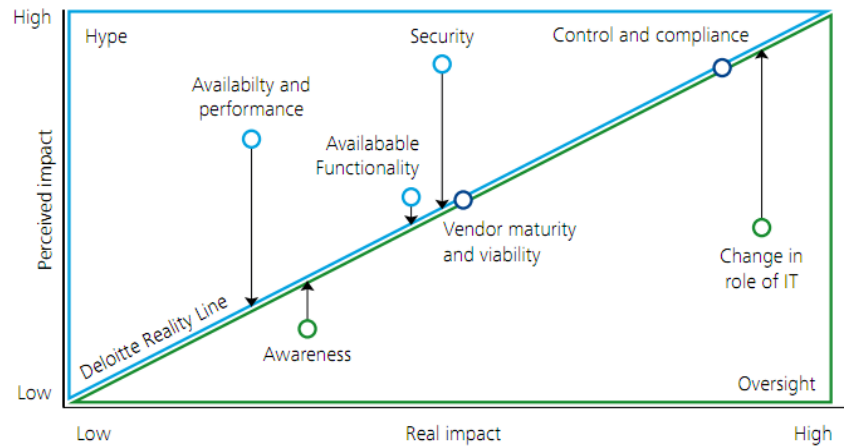 High
Hype
Security
Control and compliance
Availabilty and
performance
Availabable
Functionality
Perceived impact
Vendor maturity
and viability
Change in
role of IT
Deloitte Reality Line
Awareness
Low
Oversight
Low
Real impact
High